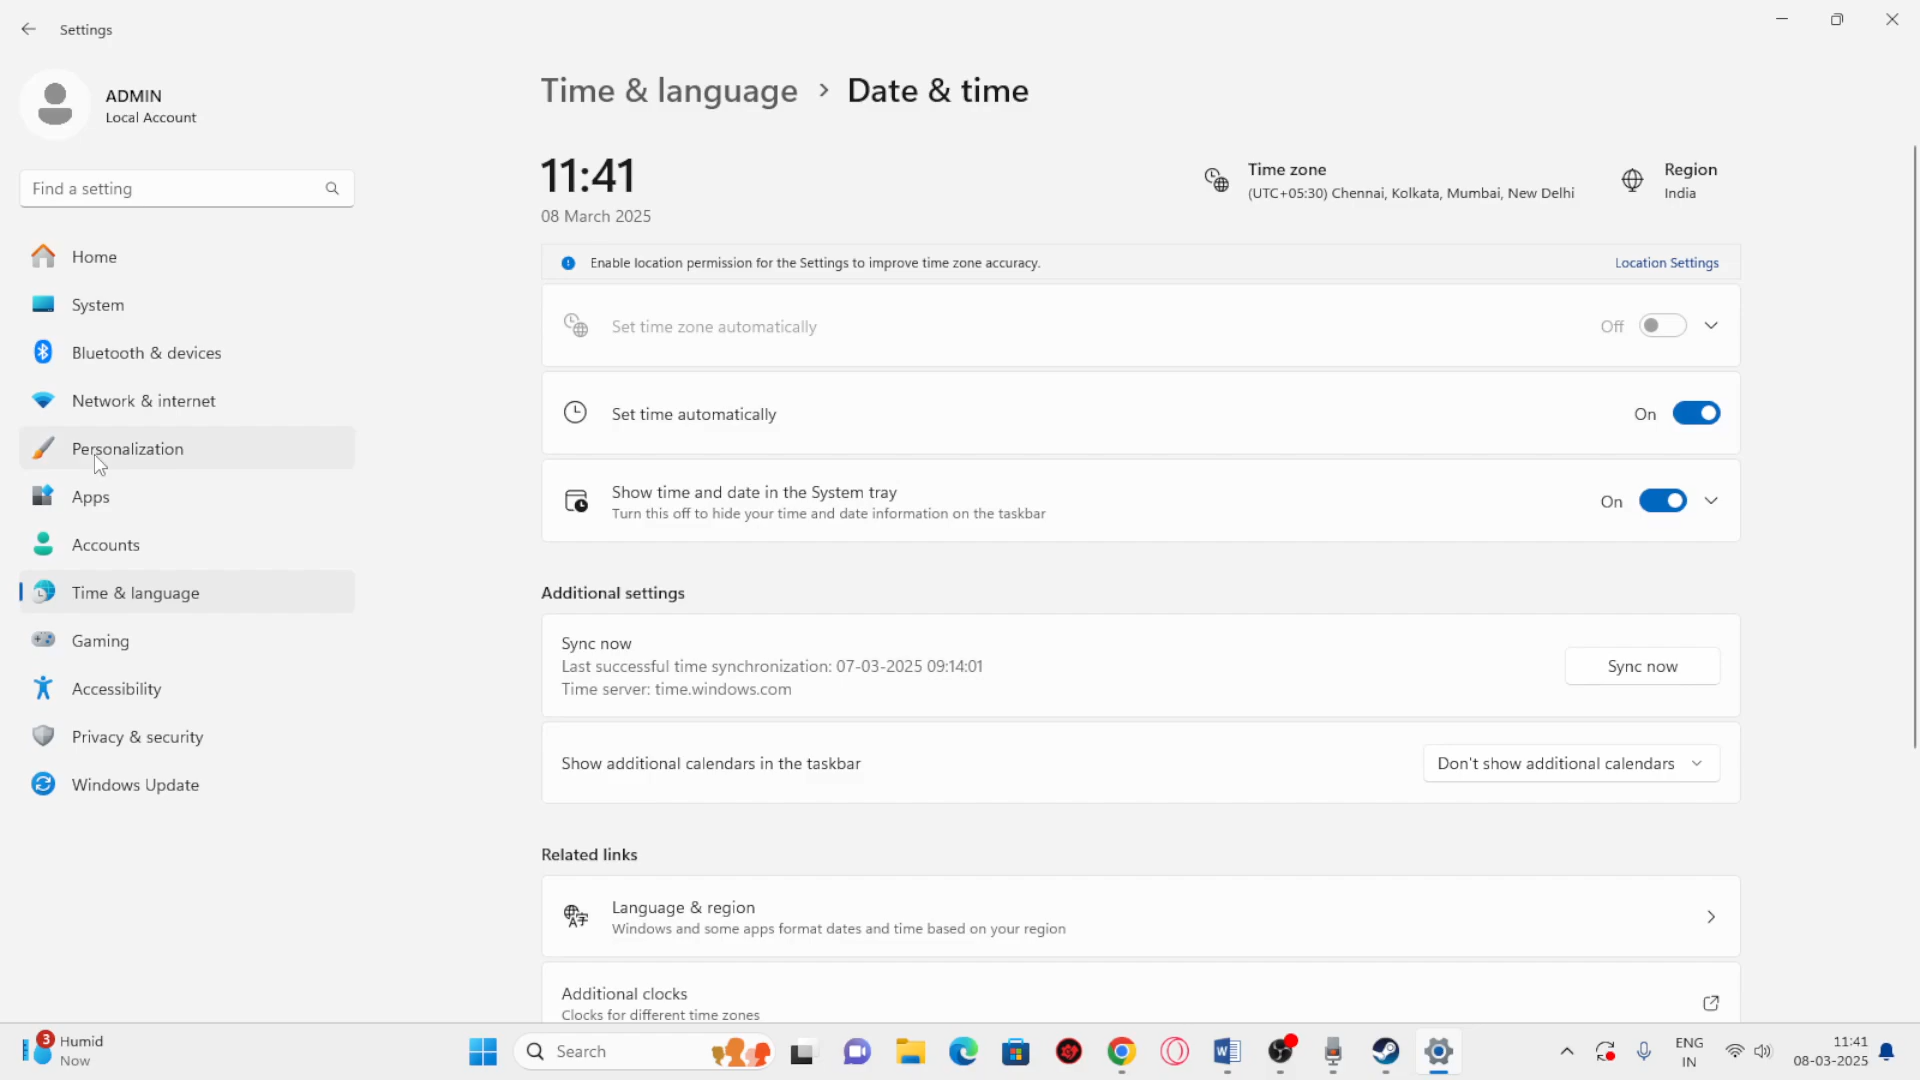 Settings
ADMIN
Local Account
Find a setting
Home
System
Bluetooth & devices
Network & internet
Personalization
Apps
Accounts
Time & language
Gaming
Accessibility
Privacy & security
Windows Update
Time & language > Date & time
11:41
08 March 2025
Time zone
(UTC+05:30) Chennai, Kolkata, Mumbai, New Delhi
Region
India
Enable location permission for the Settings to improve time zone accuracy.
Location Settings
Set time zone automatically
Off
Set time automatically
On
Show time and date in the System tray
Turn this off to hide your time and date information on the taskbar
On
Additional settings
Sync now
Last successful time synchronization: 07-03-2025 09:14:01
Time server: time.windows.com
Sync now
Show additional calendars in the taskbar
Don't show additional calendars
Related links
Language & region
Windows and some apps format dates and time based on your region
Additional clocks
Clocks for different time zones
3
Humid
Now
Search
ENG
IN
11:41
08-03-2025